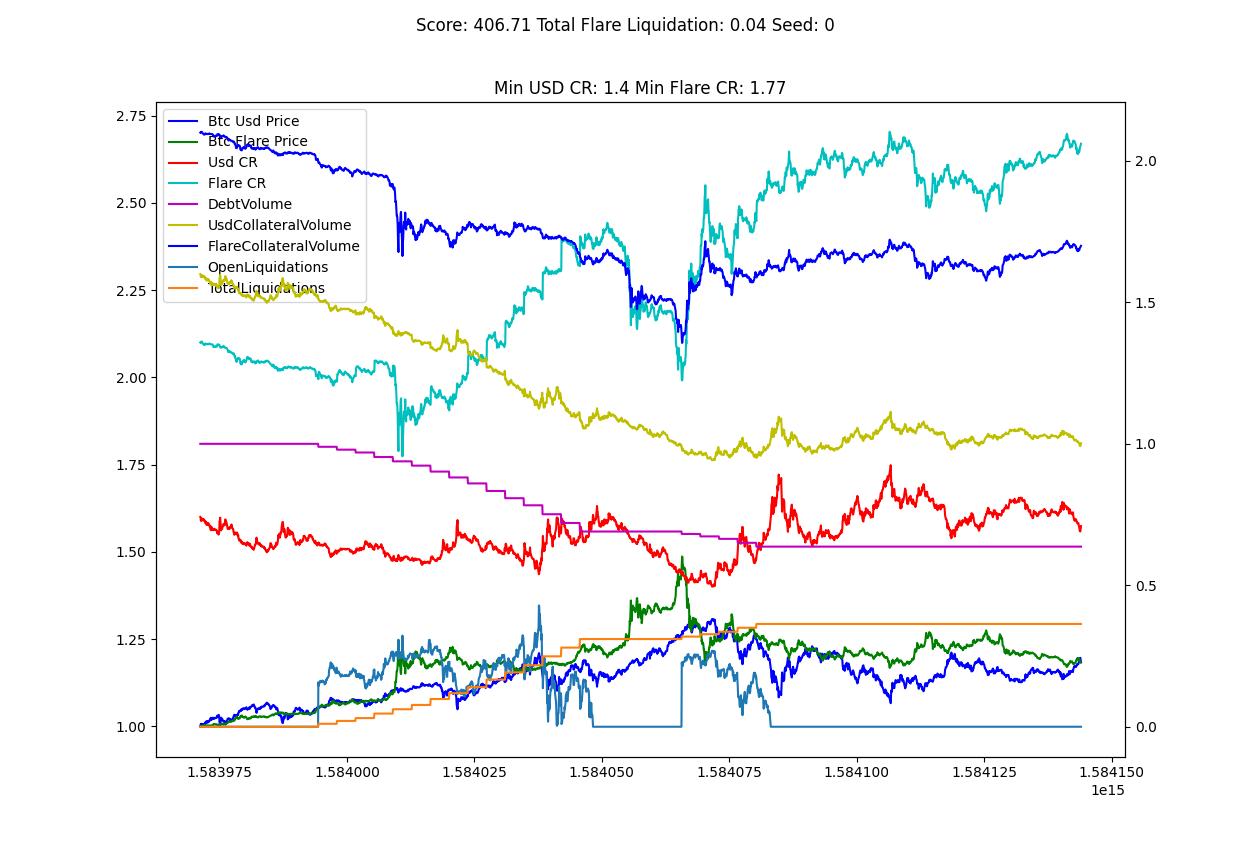 Score: 406.71 Total Flare Liquidation: 0.04 Seed: 0
Min USD CR: 1.4 Min Flare CR: 1.77
Btc Usd Price
Btc Flare Price
Usd CR
Flare CR
DebtVolume
UsdCollateralVolume
FlareCollateralVolume
OpenLiquidations
TotalLiquidations
2.75
2.50
2.25
2.00
1.75
1.50
1.25
1.00
2.0
1.5
1.0
0.5
0.0
1.583975 1.584000 1.584025 1.584050 1.584075 1.584100 1.584125 1.584150
1e15